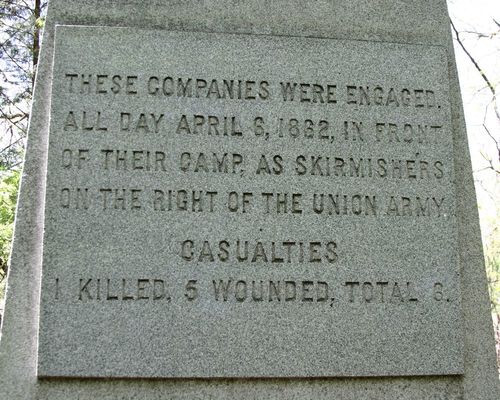 THESE COMPANIES WERE ENGAGED,
ALL DAY APRIL 6, 1862, IN FRONT
OF THEIR CAMP, AS SKIRMISHERS
ON THE RIGHT OF THE UNION ARMY.
CASUALTIES
1 KILLED, 5 WOUNDED, TOTAL 6.